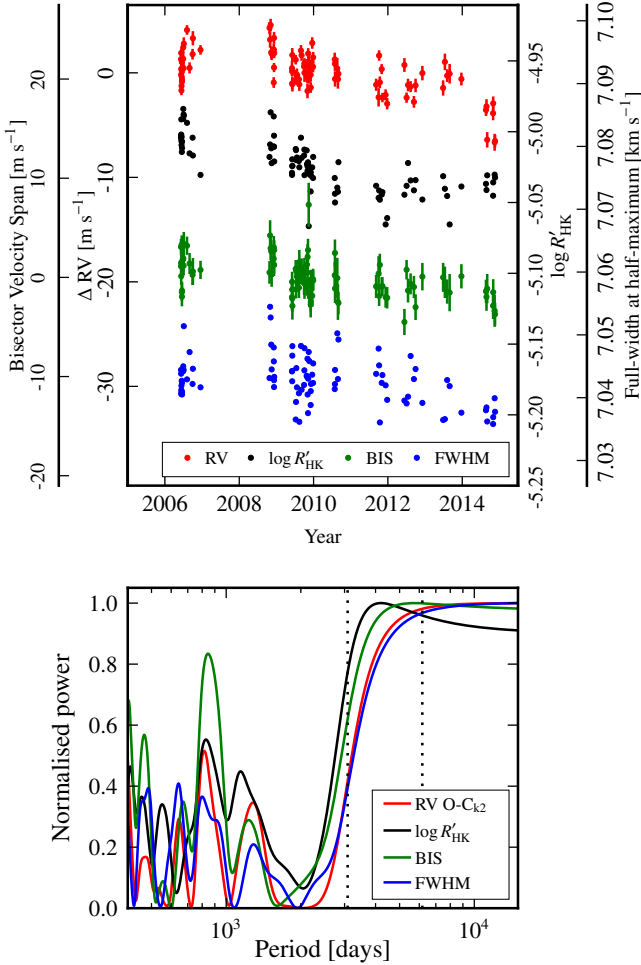 Bisector Velocity Span [m s⁻¹]
20
10
0
-10
-20
Δ RV [m s⁻¹]
0
-10
-20
-30
RV
log R′HK
BIS
FWHM
2006
2008
2010
2012
2014
Year
log R′HK
-4.95
-5.00
-5.05
-5.10
-5.15
-5.20
-5.25
Full-width at half-maximum [km s⁻¹]
7.10
7.09
7.08
7.07
7.06
7.05
7.04
7.03
Normalised power
1.0
0.8
0.6
0.4
0.2
0.0
RV O-Ck2
log R′HK
BIS
FWHM
10³
10⁴
Period [days]